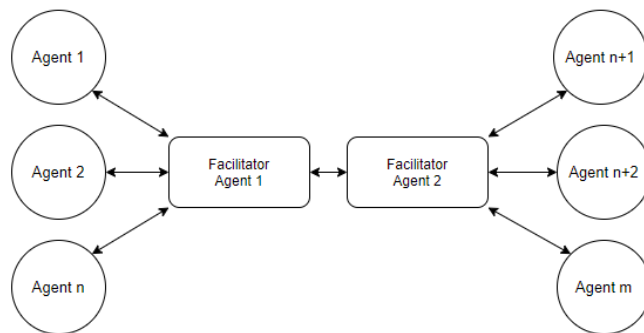 Agent 1
Agent n+1
Agent 2
Facilitator
Agent 1
Facilitator
Agent 2
Agent n+2
Agent n
Agent m